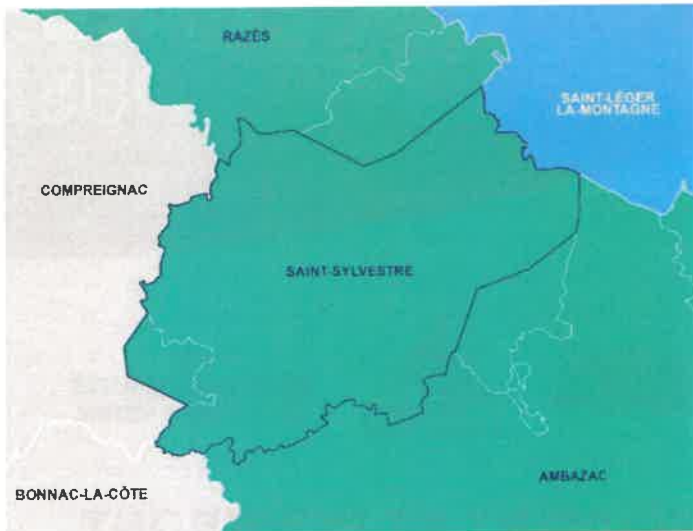 RAZÈS
SAINT-LÉGER
LA-MONTAGNE
COMPREIGNAC
SAINT-SYLVESTRE
AMBAZAC
BONNAC-LA-CÔTE